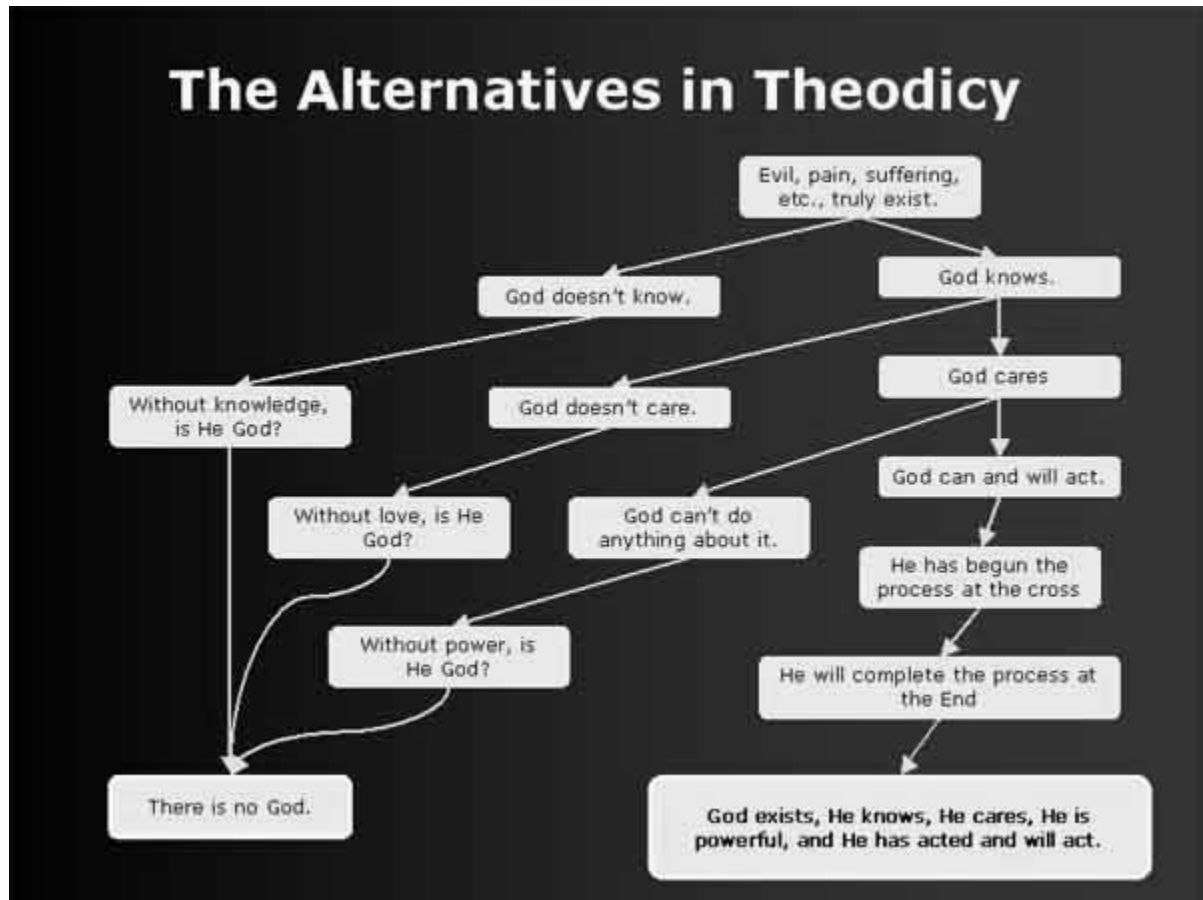 The Alternatives in Theodicy
Evil, pain, suffering,
etc., truly exist.
God doesn't know.
God knows.
Without knowledge,
is He God?
God doesn't care.
God cares
Without love, is He
God?
God can't do
anything about it.
God can and will act.
He has begun the
process at the cross
Without power, is
He God?
He will complete the process at
the End
There is no God.
God exists, He knows, He cares, He is
powerful, and He has acted and will act.